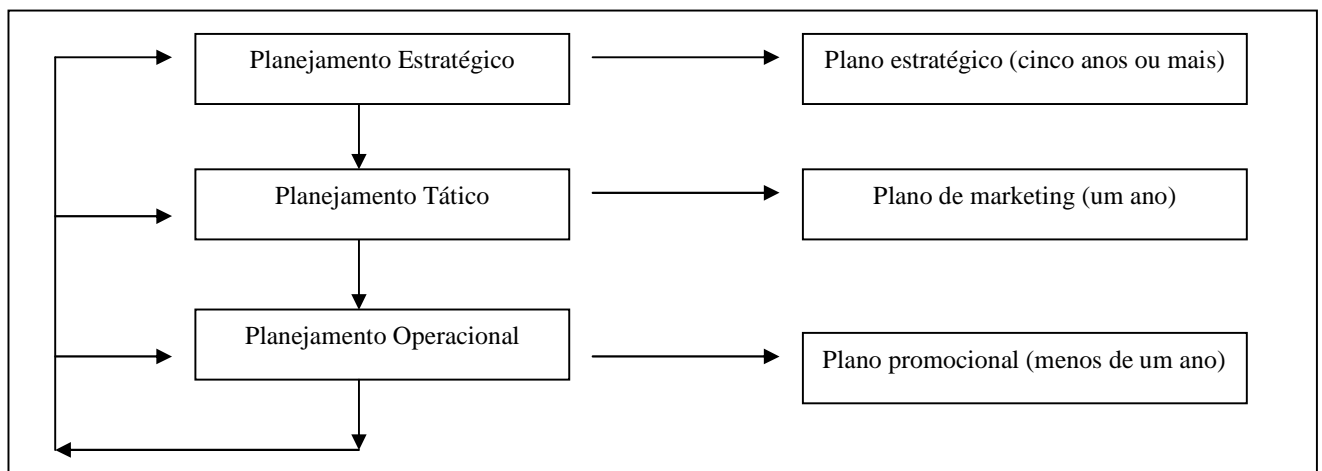 Planejamento Estratégico
Plano estratégico (cinco anos ou mais)
Planejamento Tático
Plano de marketing (um ano)
Planejamento Operacional
Plano promocional (menos de um ano)